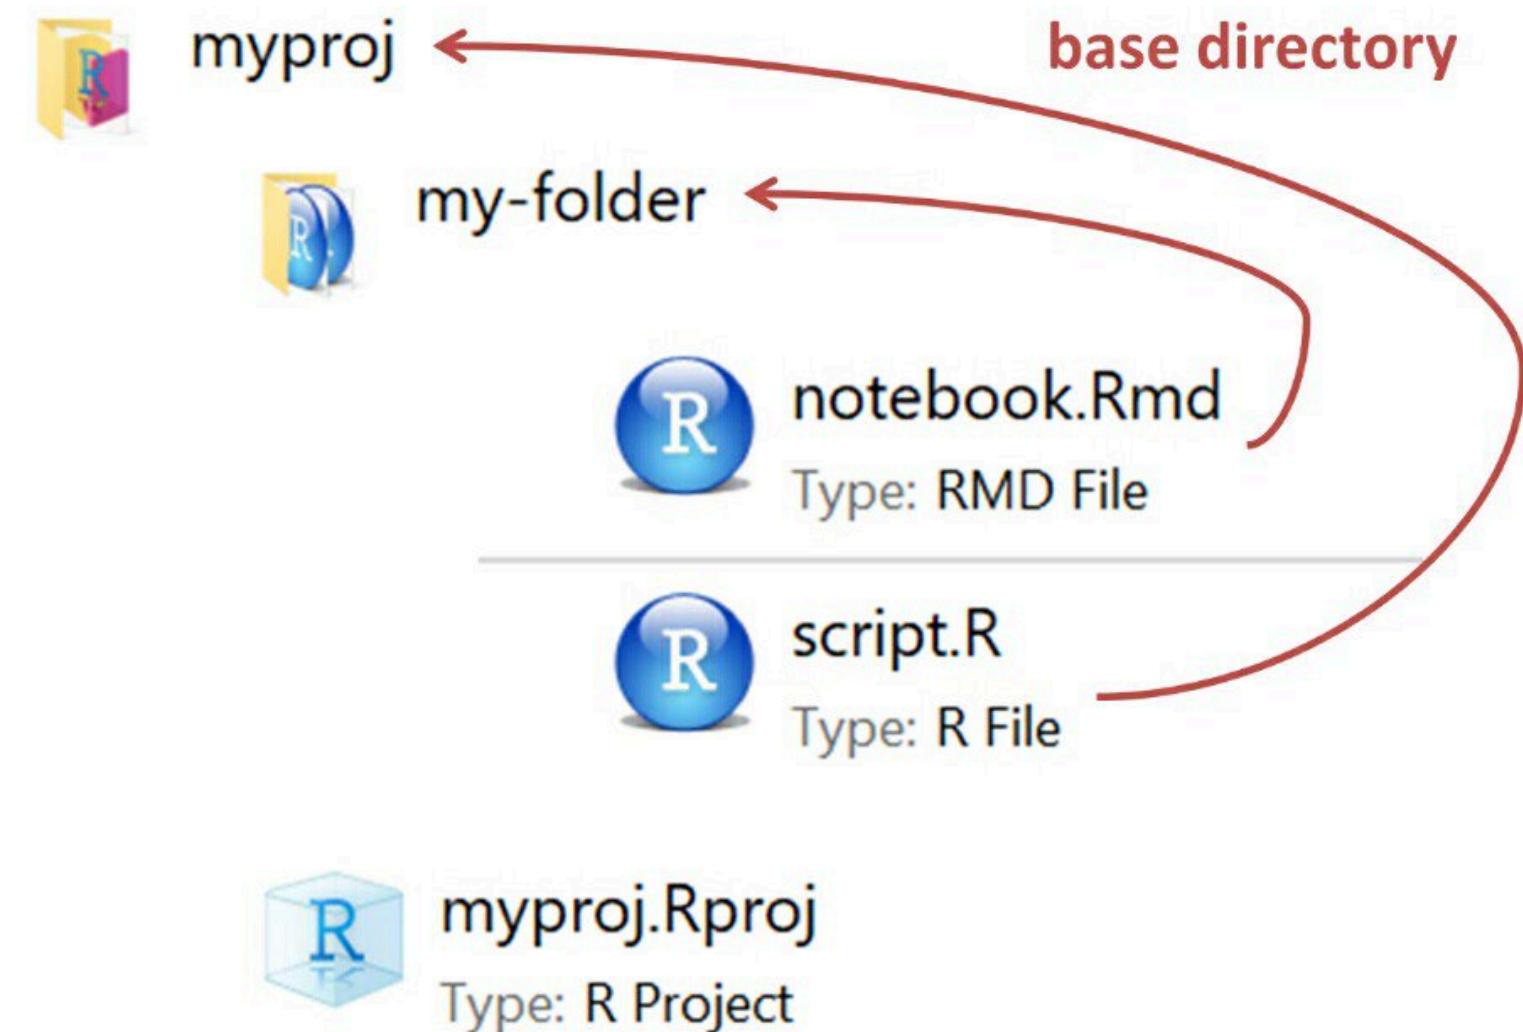 myproj
base directory
my-folder
notebook.Rmd
Type: RMD File
script.R
Type: R File
myproj.Rproj
Type: R Project